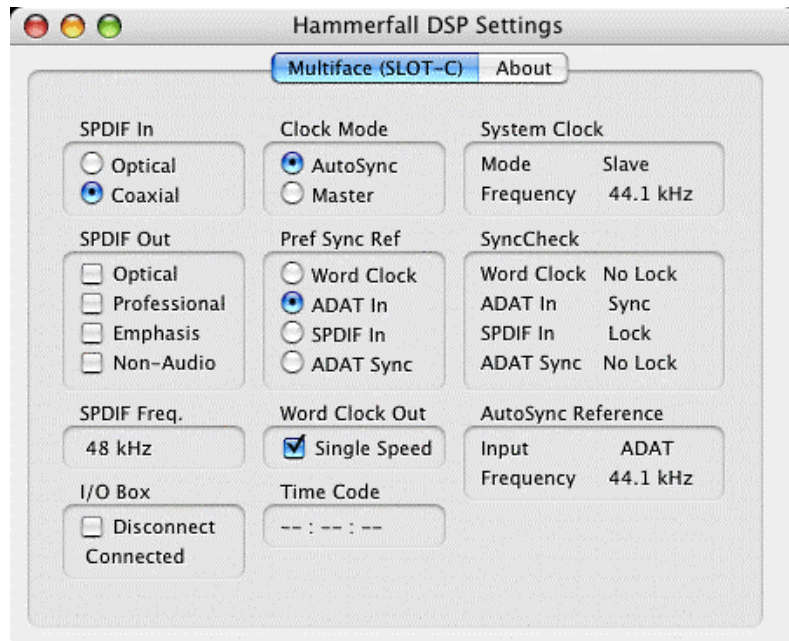 Hammerfall DSP Settings
Multiface (SLOT-C)
About
SPDIF In
Optical
Coaxial
Clock Mode
AutoSync
Master
System Clock
Mode Slave
Frequency 44.1 kHz
SPDIF Out
Optical
Professional
Emphasis
Non-Audio
Pref Sync Ref
Word Clock
ADAT In
SPDIF In
ADAT Sync
SyncCheck
Word Clock No Lock
ADAT In Sync
SPDIF In Lock
ADAT Sync No Lock
SPDIF Freq.
48 kHz
Word Clock Out
Single Speed
AutoSync Reference
Input ADAT
Frequency 44.1 kHz
I/O Box
Disconnect
Connected
Time Code
-- : -- : --